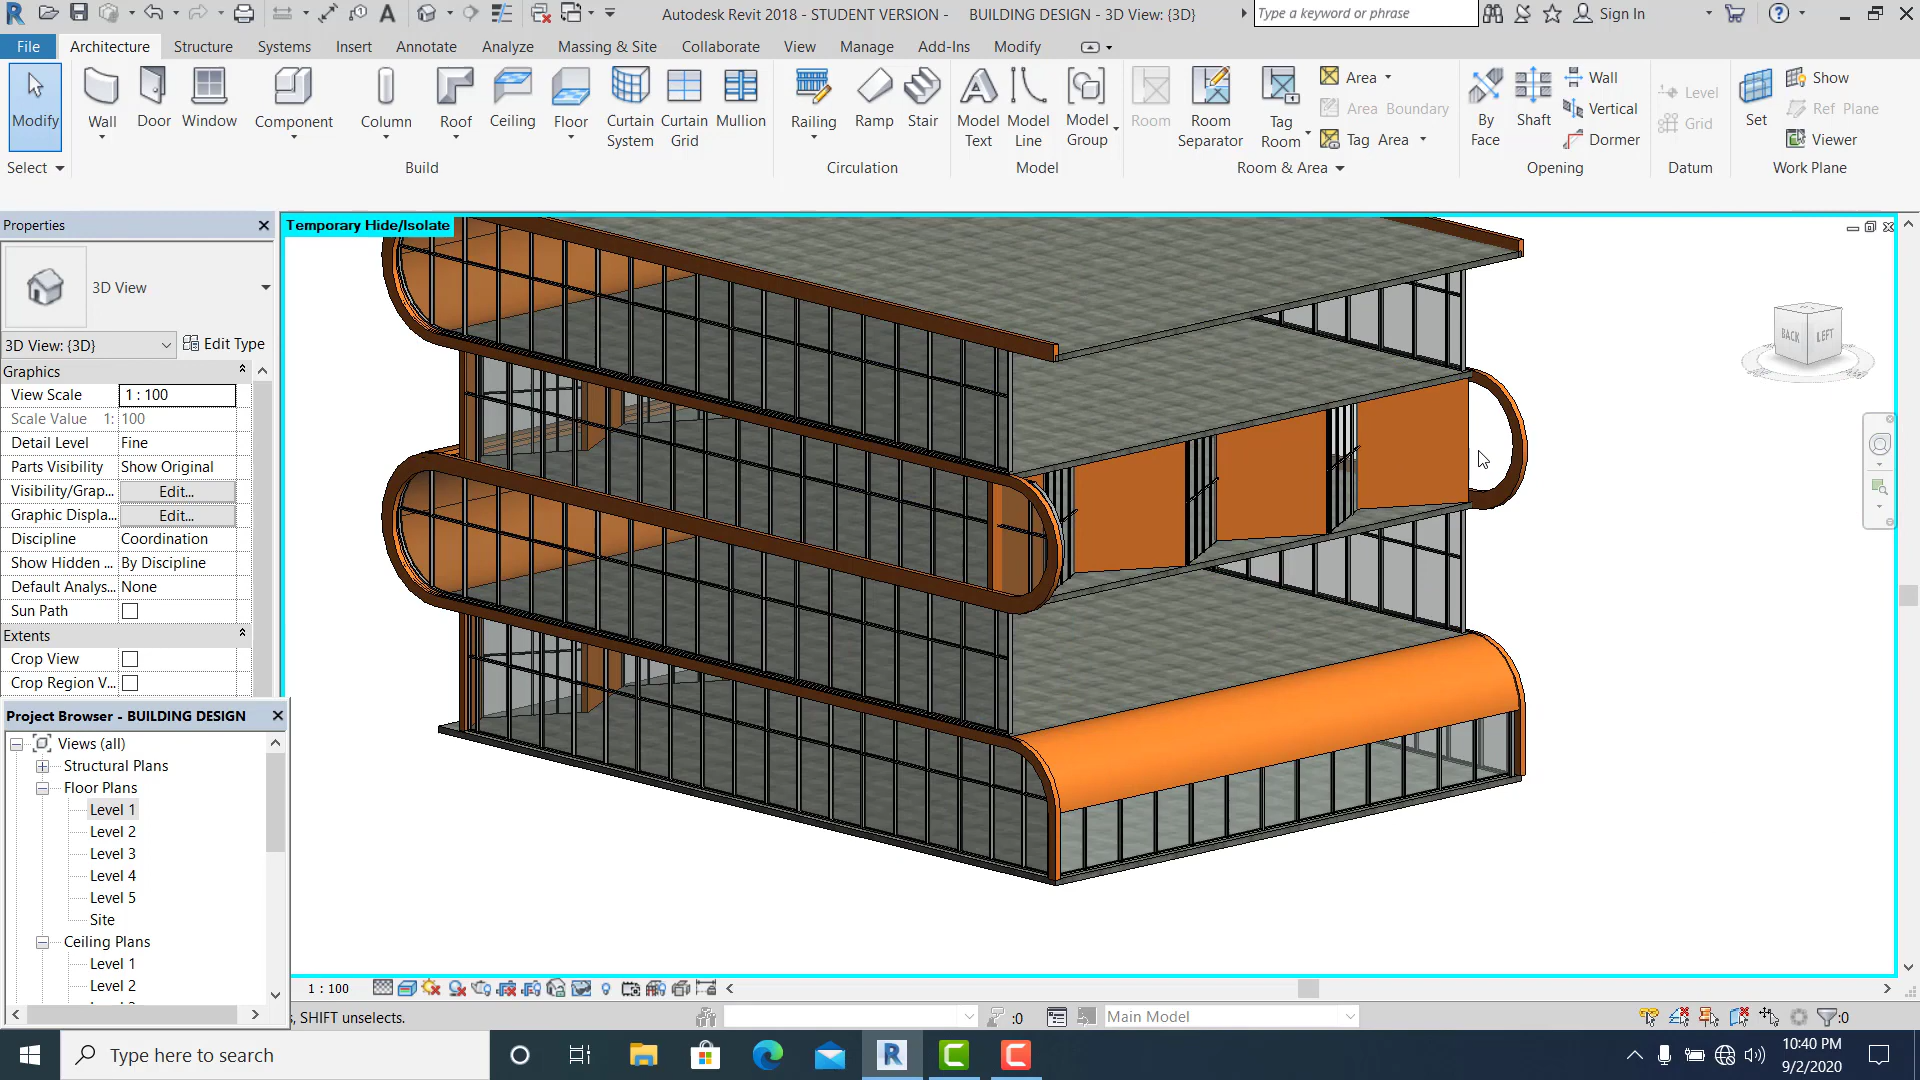 Autodesk Revit 2018 - STUDENT VERSION - BUILDING DESIGN - 3D View: {3D}
Type a keyword or phrase
Sign In
File Architecture Structure Systems Insert Annotate Analyze Massing & Site Collaborate View Manage Add-Ins Modify
Modify
Wall Door Window Component Column Roof Ceiling Floor Curtain System Curtain Grid Mullion
Railing Ramp Stair
Model Text Model Line Model Group
Room Room Separator Tag Room
Area
Area Boundary
Tag Area
By Face Shaft
Wall
Vertical
Dormer
Level
Grid
Set
Show
Ref Plane
Viewer
Select Build Circulation Model Room & Area Opening Datum Work Plane
Properties
3D View
3D View: {3D} Edit Type
Graphics
View Scale 1 : 100
Scale Value 1: 100
Detail Level Fine
Parts Visibility Show Original
Visibility/Grap... Edit...
Graphic Displa... Edit...
Discipline Coordination
Show Hidden ... By Discipline
Default Analys... None
Sun Path
Extents
Crop View
Crop Region V...
Project Browser - BUILDING DESIGN
Views (all)
Structural Plans
Floor Plans
Level 1
Level 2
Level 3
Level 4
Level 5
Site
Ceiling Plans
Level 1
Level 2
Temporary Hide/Isolate
BACK LEFT
1 : 100
, SHIFT unselects.
:0
Main Model
:0
Type here to search
10:40 PM
9/2/2020